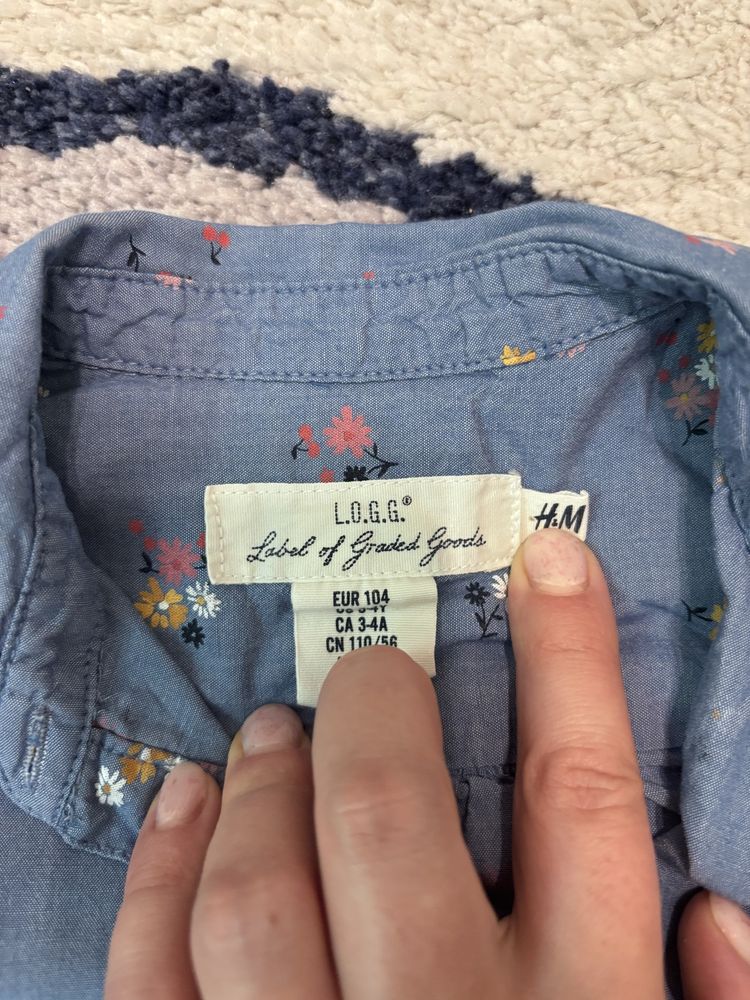 L.O.G.G.®
Label of Graded Goods
H&M
EUR 104
CA 3-4A
CN 110/56